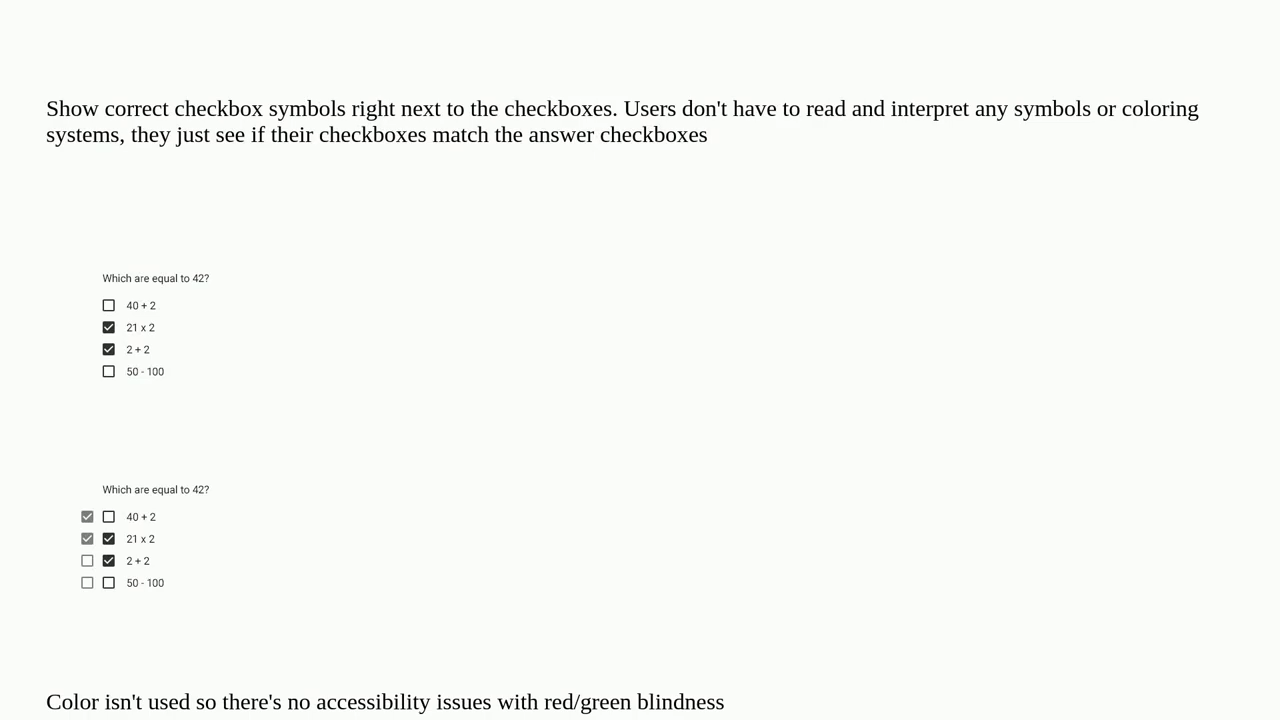 Show correct checkbox symbols right next to the checkboxes. Users don't have to read and interpret any symbols or coloring
systems, they just see if their checkboxes match the answer checkboxes
Which are equal to 42?
40 + 2
21 x 2
2 + 2
50 - 100
Which are equal to 42?
40 + 2
21 x 2
2 + 2
50 - 100
Color isn't used so there's no accessibility issues with red/green blindness